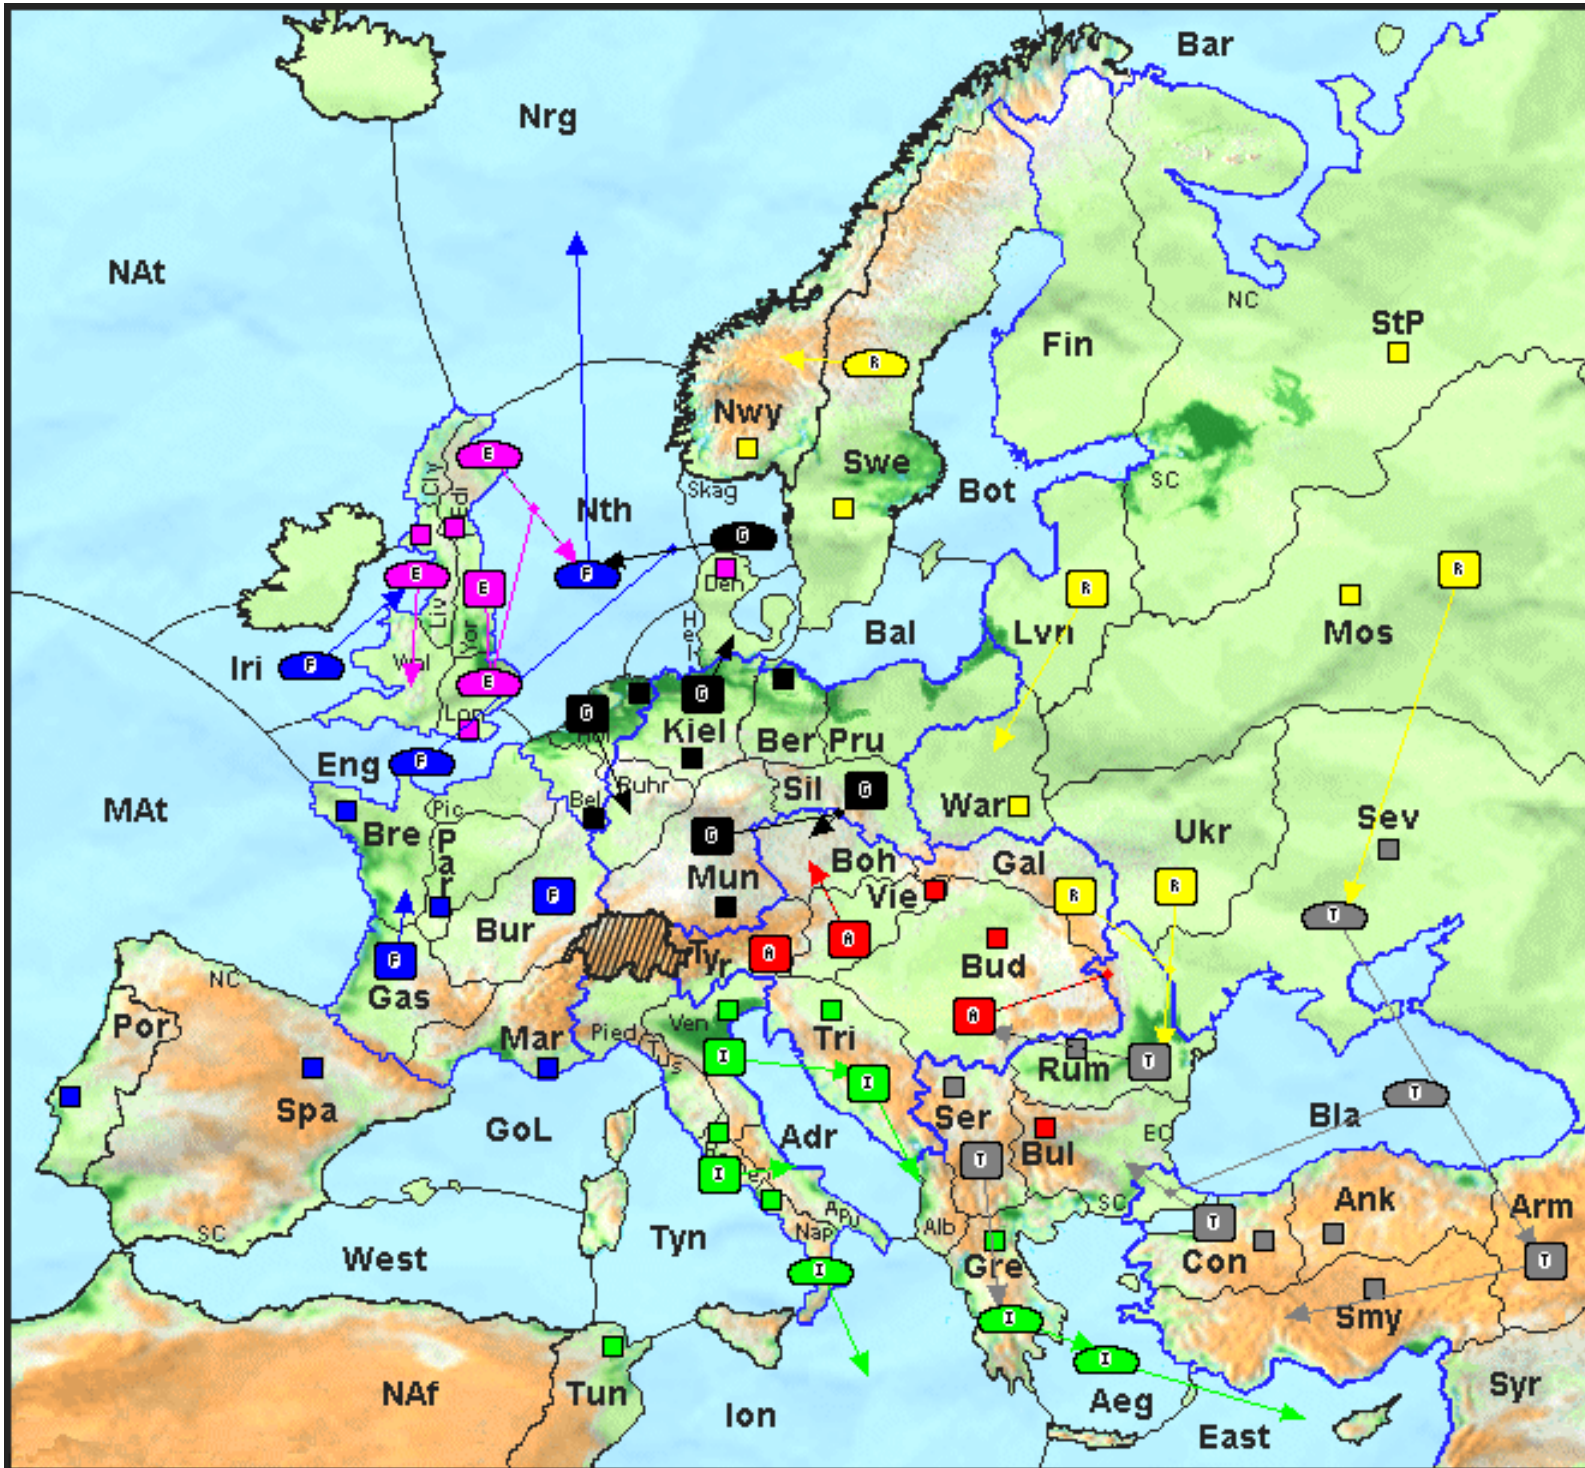 Bar
Nrg
NAt
NC
StP
Fin
Nwy
Swe
SC
Skag
Bot
Cly
Edi
Nth
Den
Hel
Liv
Yor
Wal
Iri
Bal
Lvn
Mos
Lon
Hol
Kiel
Ber
Pru
Eng
MAt
Pic
Bel
Ruhr
Sil
War
Bre
Par
Boh
Gal
Ukr
Sev
Mun
Vie
Bur
Tyr
Bud
Gas
NC
Por
Mar
Pied
Ven
Tus
Tri
Rum
Spa
GoL
Ser
Bla
Adr
Bul
EC
SC
Ank
Arm
Apu
Nap
Alb
SC
West
Tyn
Gre
Con
Smy
NAf
Tun
Ion
Aeg
East
Syr
R
E
G
F
E
E
R
R
F
E
G
G
F
G
G
F
R
R
T
F
A
A
A
I
I
T
T
T
I
T
I
I
I
T